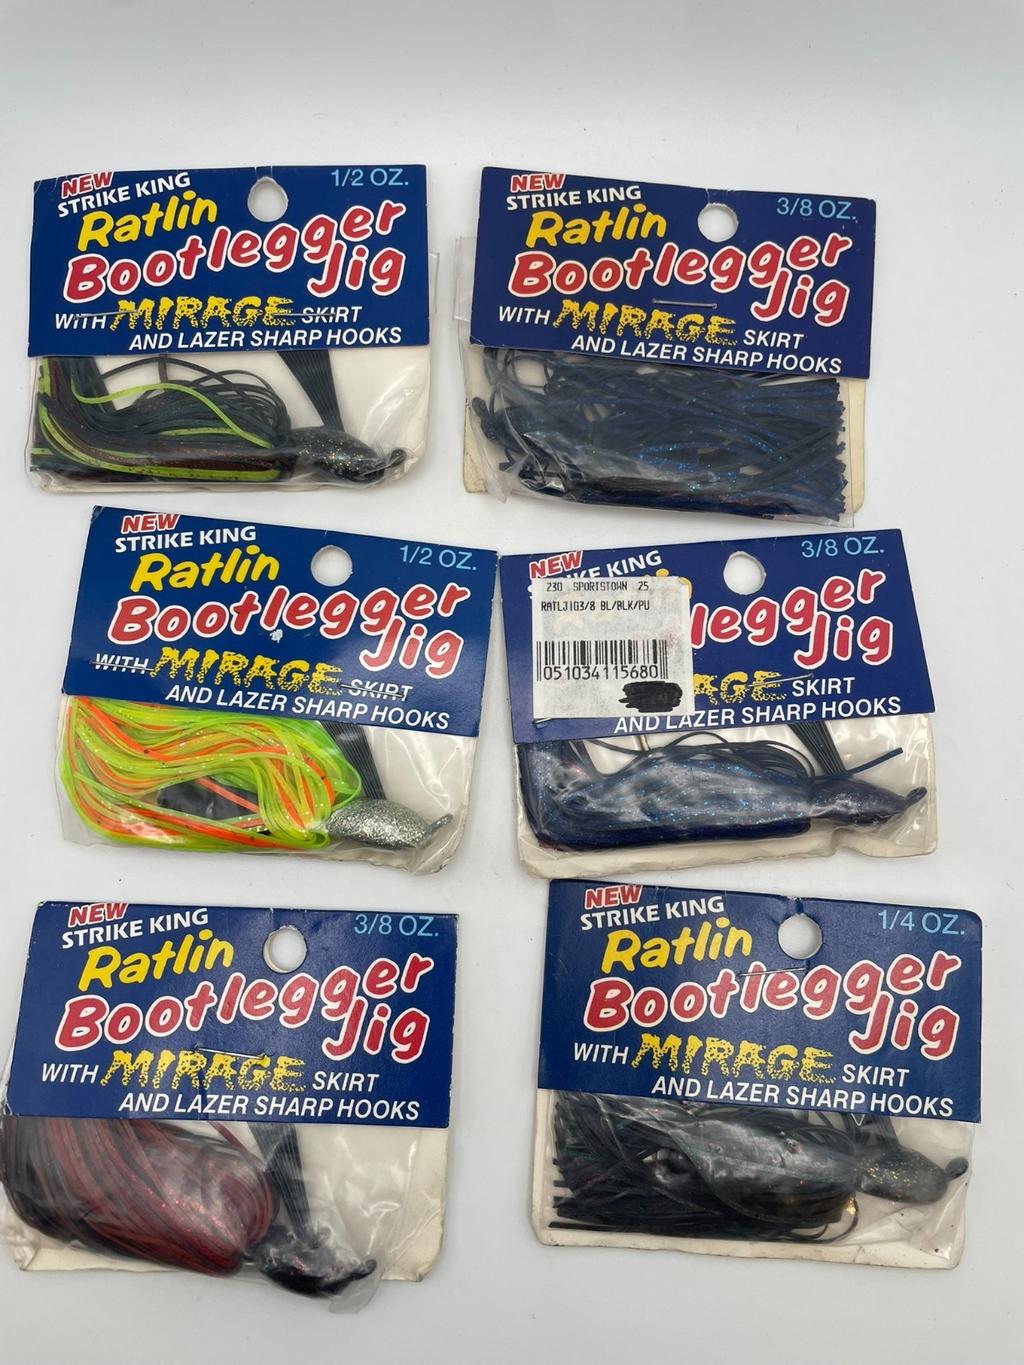 NEW
STRIKE KING
1/2 OZ.
Ratlin
Bootlegger
Jig
WITH MIRAGE SKIRT
AND LAZER SHARP HOOKS
NEW
STRIKE KING
3/8 OZ.
Ratlin
Bootlegger
Jig
WITH MIRAGE SKIRT
AND LAZER SHARP HOOKS
NEW
STRIKE KING
1/2 OZ.
Ratlin
Bootlegger
Jig
WITH MIRAGE SKIRT
AND LAZER SHARP HOOKS
NEW
KE KING
3/8 OZ.
230 SPORTSTOWN 25
RATLJIG3/8 BL/BLK/PU
051034115680
legger
Jig
AGE SKIRT
AND LAZER SHARP HOOKS
NEW
STRIKE KING
3/8 OZ.
Ratlin
Bootlegger
Jig
WITH MIRAGE SKIRT
AND LAZER SHARP HOOKS
NEW
STRIKE KING
1/4 OZ.
Ratlin
Bootlegger
Jig
WITH MIRAGE SKIRT
AND LAZER SHARP HOOKS